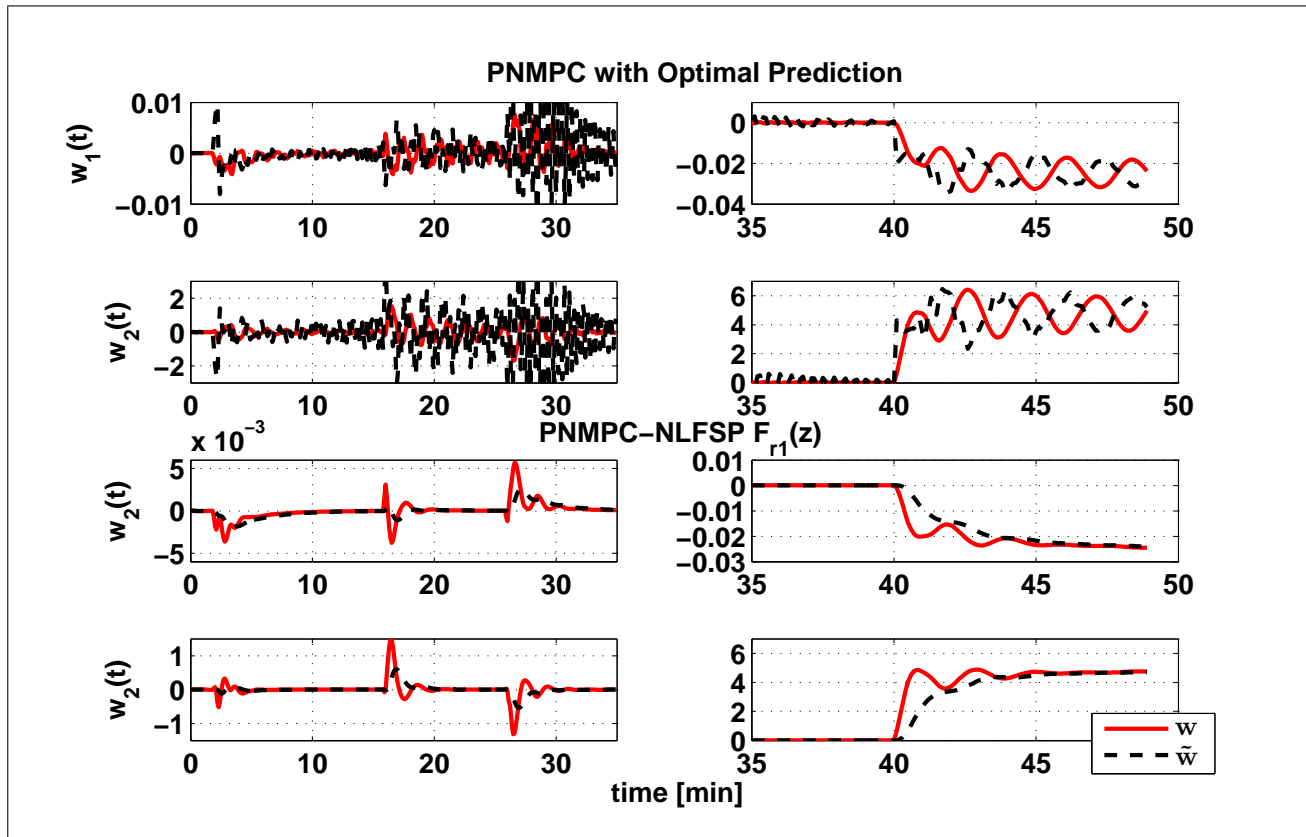 PNMPC with Optimal Prediction
w1(t)
0.01
0
−0.01
0 10 20 30
0
−0.02
−0.04
35 40 45 50
w2(t)
2
0
−2
0 10 20 30
6
4
2
0
35 40 45 50
PNMPC−NLFSP Fr1(z)
x 10−3
w2(t)
5
0
−5
0 10 20 30
0.01
0
−0.01
−0.02
−0.03
35 40 45 50
w2(t)
1
0
−1
0 10 20 30
6
4
2
0
35 40 45 50
w
w̃
time [min]